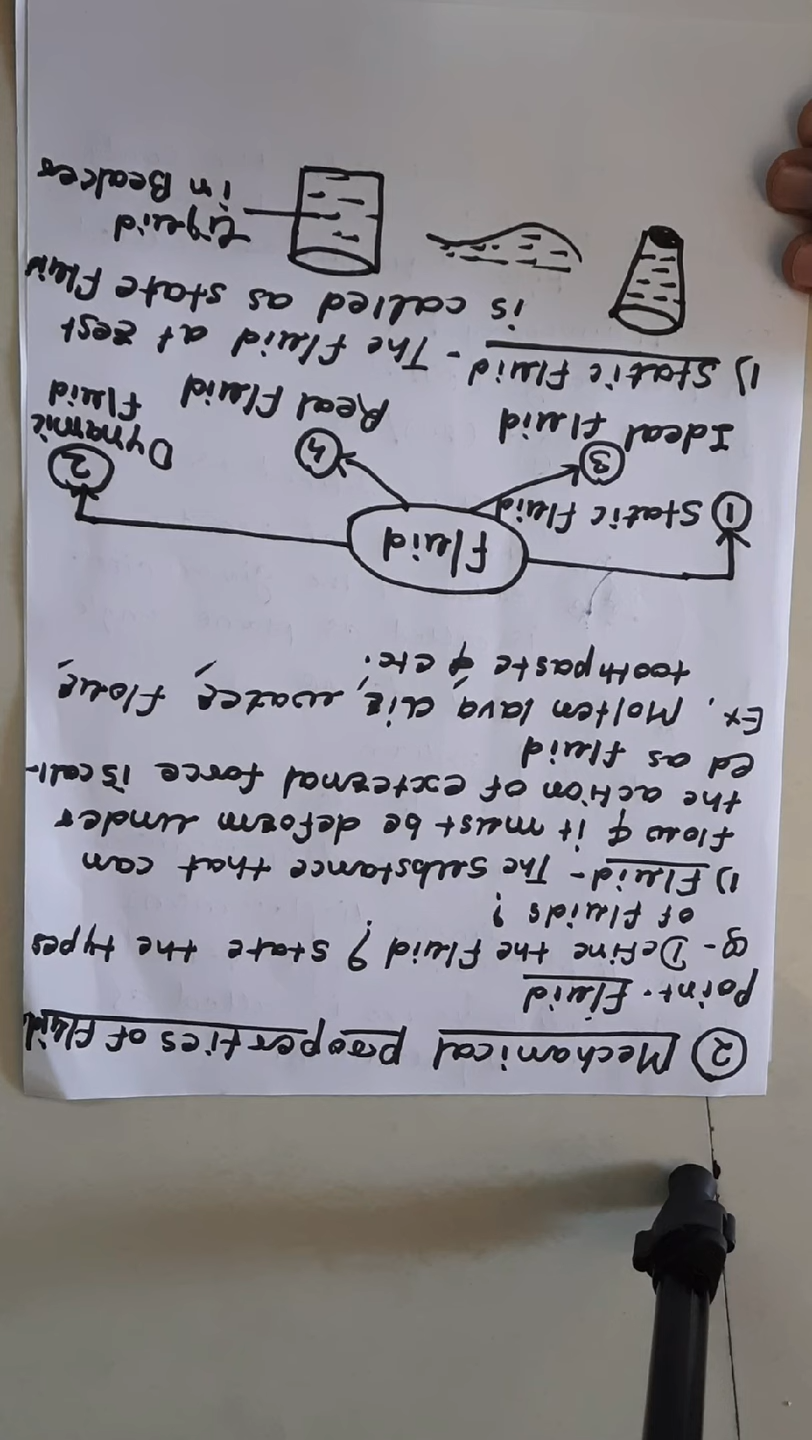 ② Mechanical properties of Fluid
Point. Fluid
Q- Define the Fluid? State the types
of fluids?
1) Fluid- The substance that can
flow & it must be deform under
the action of external force is call-
ed as fluid
Ex. Molten lava, air, water, flour,
toothpaste & etc.
Fluid
① Static Fluid
③ Ideal fluid
④ Real Fluid
② Dynamic
fluid
1) Static Fluid - The Fluid at rest
is called as state Fluid
Liquid
in Beaker